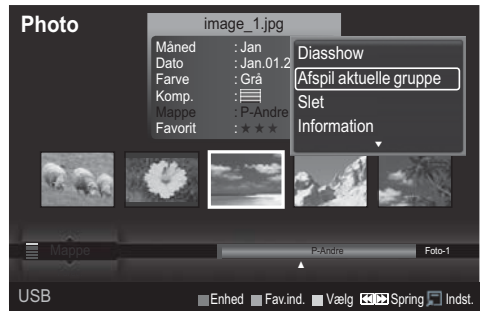 Photo
image_1.jpg
Måned : Jan
Dato : Jan.01.2
Farve : Grå
Komp. :
Mappe : P-Andre
Favorit : ★ ★ ★
Diasshow
Afspil aktuelle gruppe
Slet
Information
Mappe
P-Andre Foto-1
USB
Enhed Fav.ind. Vælg Spring Indst.